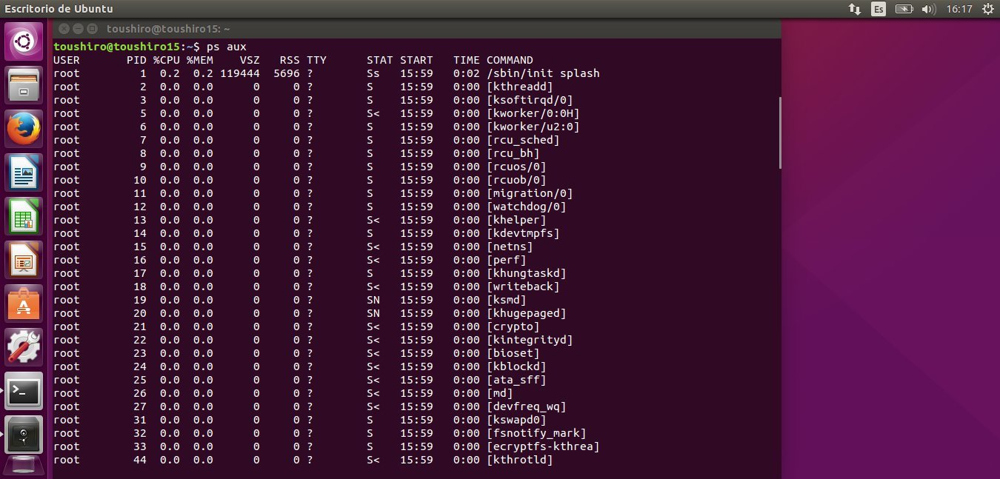 Escritorio de Ubuntu Es 16:17
toushiro@toushiro15: ~
toushiro@toushiro15:~$ ps aux
USER       PID %CPU %MEM    VSZ   RSS TTY      STAT START   TIME COMMAND
root         1  0.2  0.2 119444  5696 ?        Ss   15:59   0:02 /sbin/init splash
root         2  0.0  0.0      0     0 ?        S    15:59   0:00 [kthreadd]
root         3  0.0  0.0      0     0 ?        S    15:59   0:00 [ksoftirqd/0]
root         5  0.0  0.0      0     0 ?        S<   15:59   0:00 [kworker/0:0H]
root         6  0.0  0.0      0     0 ?        S    15:59   0:00 [kworker/u2:0]
root         7  0.0  0.0      0     0 ?        S    15:59   0:00 [rcu_sched]
root         8  0.0  0.0      0     0 ?        S    15:59   0:00 [rcu_bh]
root         9  0.0  0.0      0     0 ?        S    15:59   0:00 [rcuos/0]
root        10  0.0  0.0      0     0 ?        S    15:59   0:00 [rcuob/0]
root        11  0.0  0.0      0     0 ?        S    15:59   0:00 [migration/0]
root        12  0.0  0.0      0     0 ?        S    15:59   0:00 [watchdog/0]
root        13  0.0  0.0      0     0 ?        S<   15:59   0:00 [khelper]
root        14  0.0  0.0      0     0 ?        S    15:59   0:00 [kdevtmpfs]
root        15  0.0  0.0      0     0 ?        S<   15:59   0:00 [netns]
root        16  0.0  0.0      0     0 ?        S<   15:59   0:00 [perf]
root        17  0.0  0.0      0     0 ?        S    15:59   0:00 [khungtaskd]
root        18  0.0  0.0      0     0 ?        S<   15:59   0:00 [writeback]
root        19  0.0  0.0      0     0 ?        SN   15:59   0:00 [ksmd]
root        20  0.0  0.0      0     0 ?        SN   15:59   0:00 [khugepaged]
root        21  0.0  0.0      0     0 ?        S<   15:59   0:00 [crypto]
root        22  0.0  0.0      0     0 ?        S<   15:59   0:00 [kintegrityd]
root        23  0.0  0.0      0     0 ?        S<   15:59   0:00 [bioset]
root        24  0.0  0.0      0     0 ?        S<   15:59   0:00 [kblockd]
root        25  0.0  0.0      0     0 ?        S<   15:59   0:00 [ata_sff]
root        26  0.0  0.0      0     0 ?        S<   15:59   0:00 [md]
root        27  0.0  0.0      0     0 ?        S<   15:59   0:00 [devfreq_wq]
root        31  0.0  0.0      0     0 ?        S    15:59   0:00 [kswapd0]
root        32  0.0  0.0      0     0 ?        S    15:59   0:00 [fsnotify_mark]
root        33  0.0  0.0      0     0 ?        S    15:59   0:00 [ecryptfs-kthrea]
root        44  0.0  0.0      0     0 ?        S<   15:59   0:00 [kthrotld]